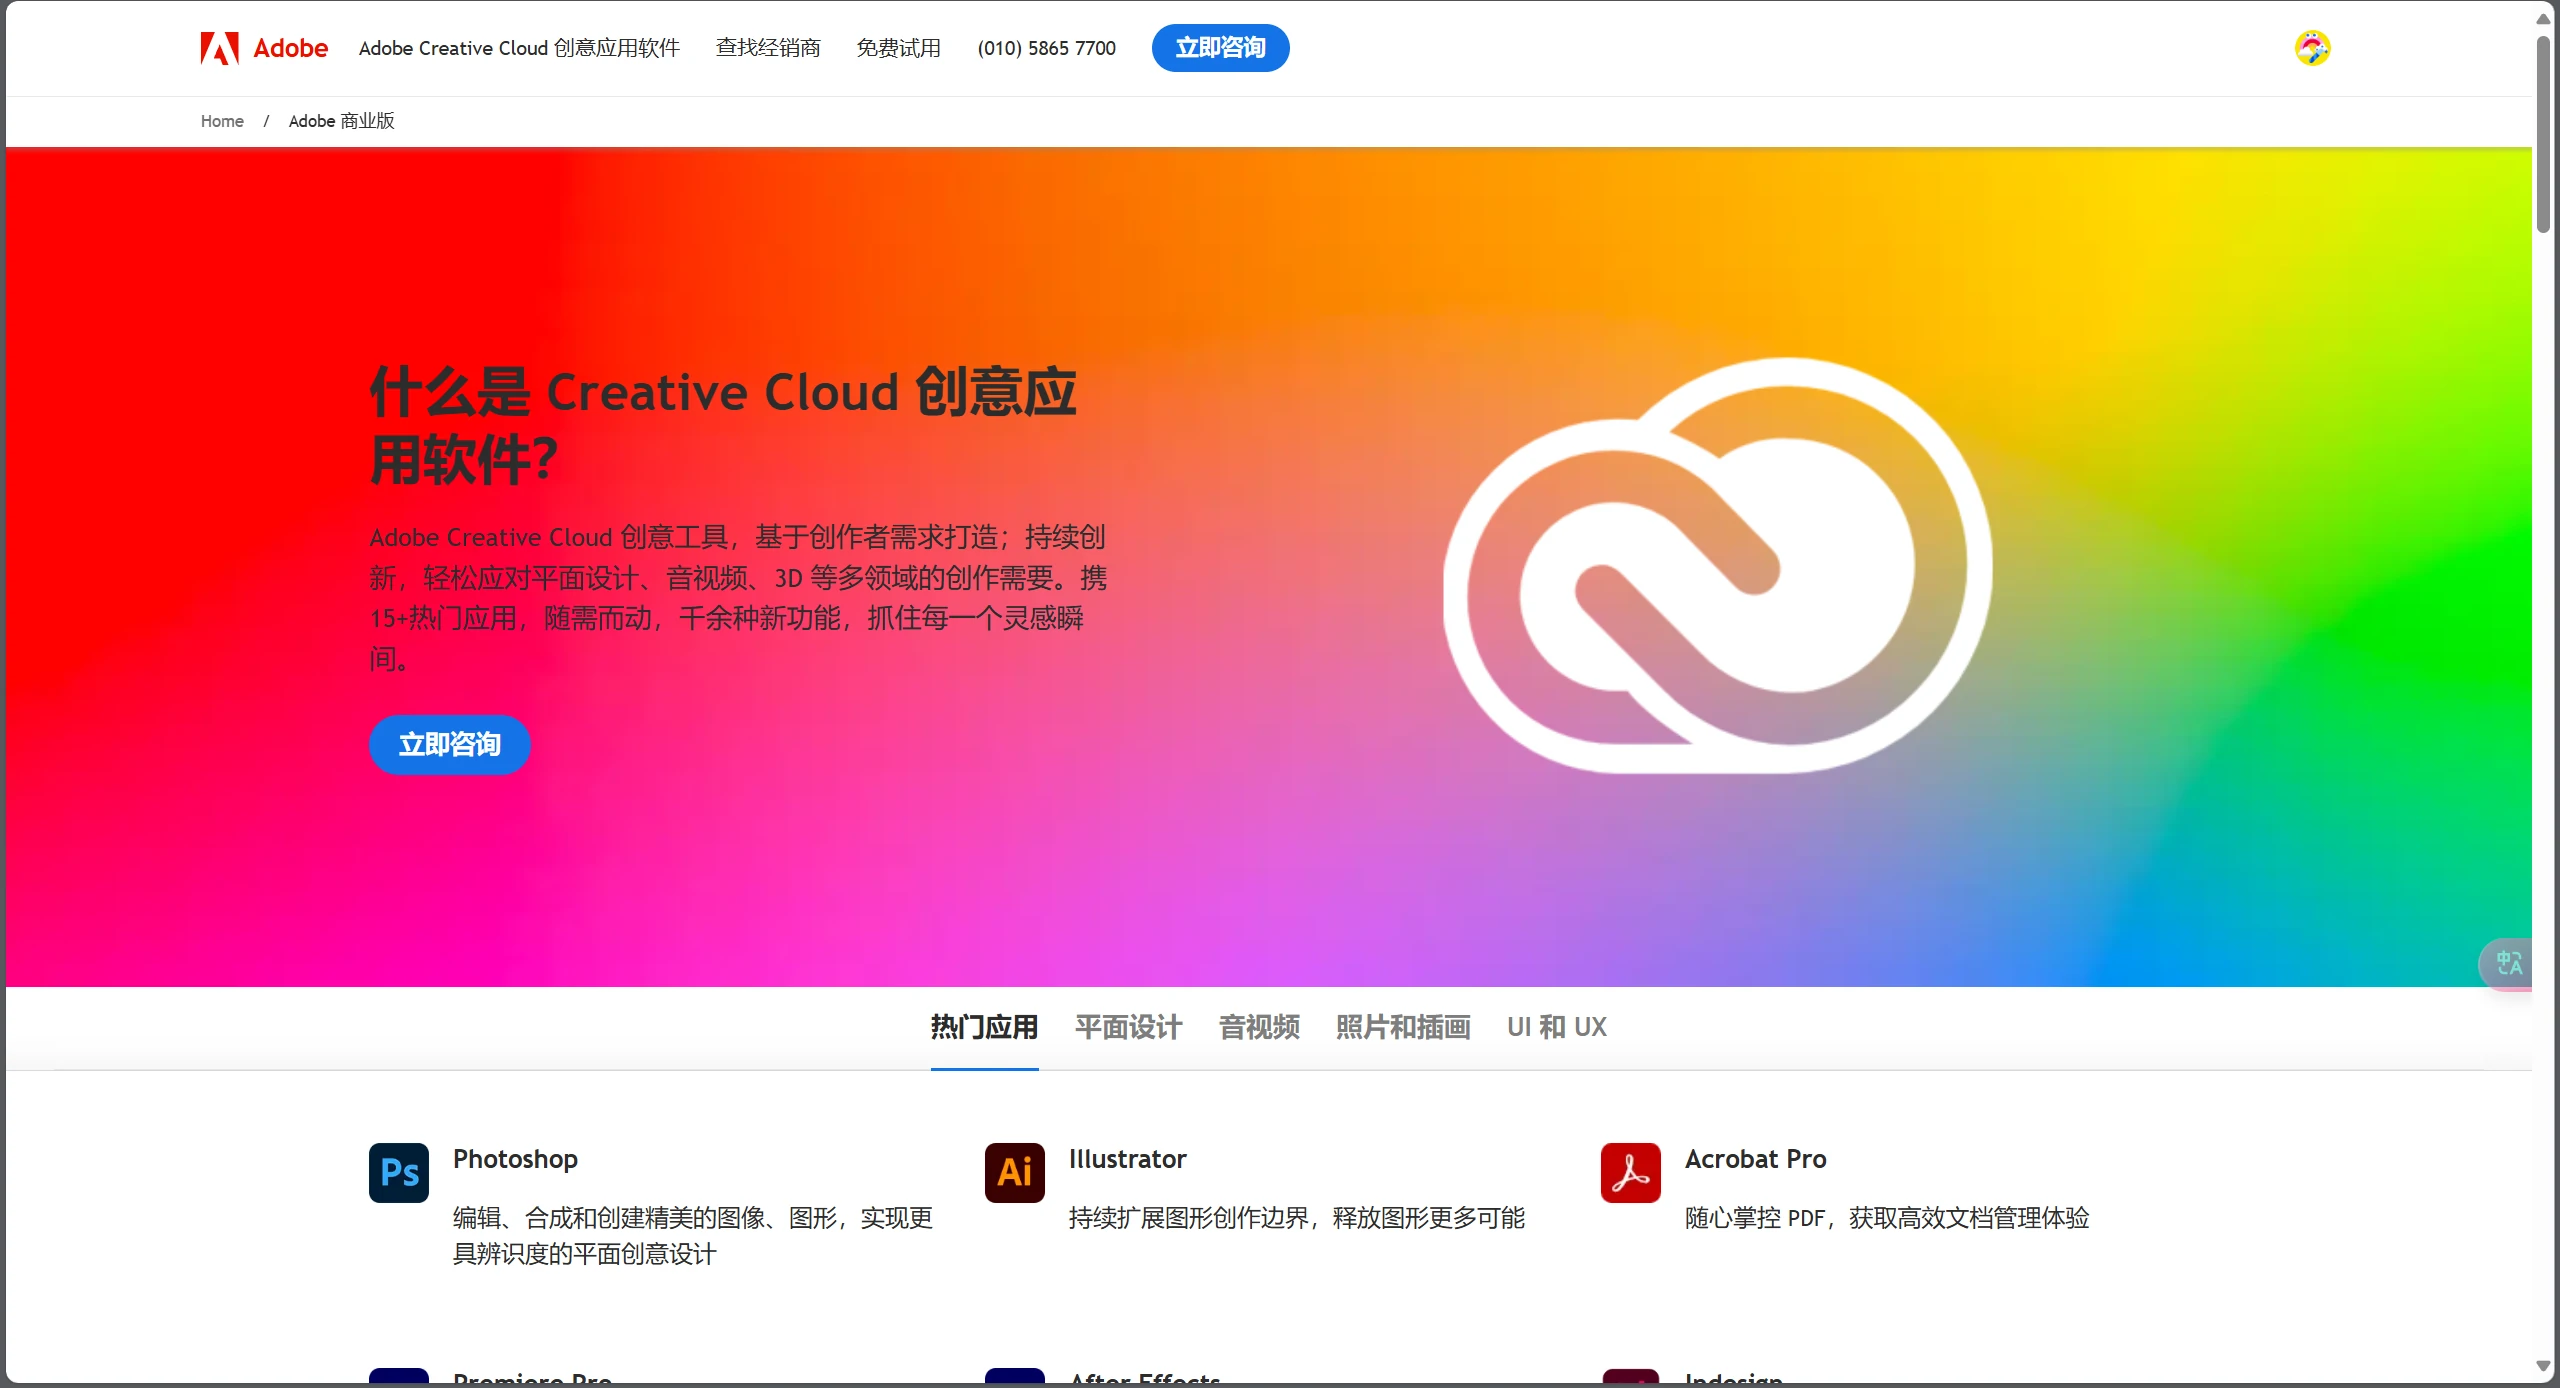 Adobe
Adobe Creative Cloud 创意应用软件
查找经销商
免费试用
(010) 5865 7700
立即咨询
Home / Adobe 商业版
什么是 Creative Cloud 创意应
用软件?
Adobe Creative Cloud 创意工具，基于创作者需求打造；持续创
新，轻松应对平面设计、音视频、3D 等多领域的创作需要。携
15+热门应用，随需而动，千余种新功能，抓住每一个灵感瞬
间。
立即咨询
热门应用
平面设计
音视频
照片和插画
UI 和 UX
Ps
Photoshop
编辑、合成和创建精美的图像、图形，实现更
具辨识度的平面创意设计
Ai
Illustrator
持续扩展图形创作边界，释放图形更多可能
Acrobat Pro
随心掌控 PDF，获取高效文档管理体验
Premiere Pro
After Effects
Indesign